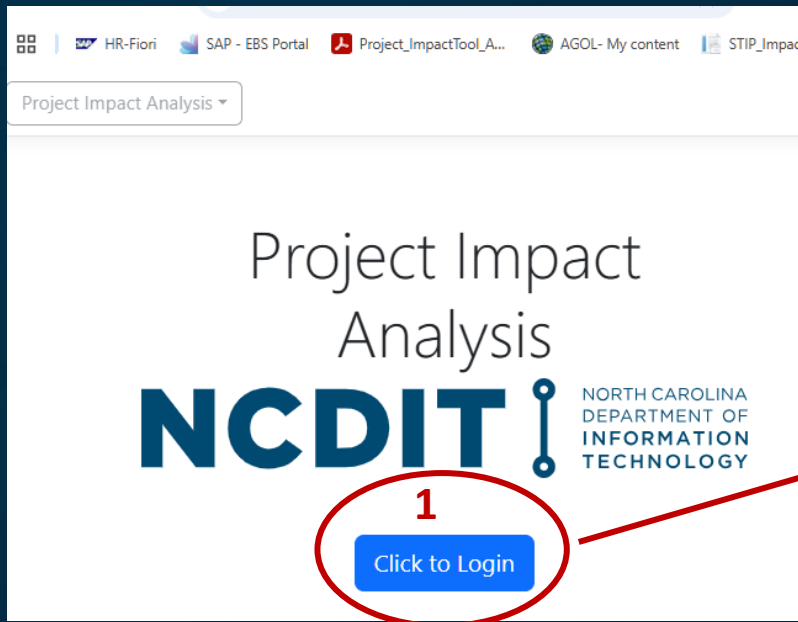 HR-Fiori SAP - EBS Portal Project_ImpactTool_A... AGOL- My content STIP_Impac
Project Impact Analysis
Project Impact
Analysis
NCDIT
NORTH CAROLINA
DEPARTMENT OF
INFORMATION
TECHNOLOGY
1
Click to Login